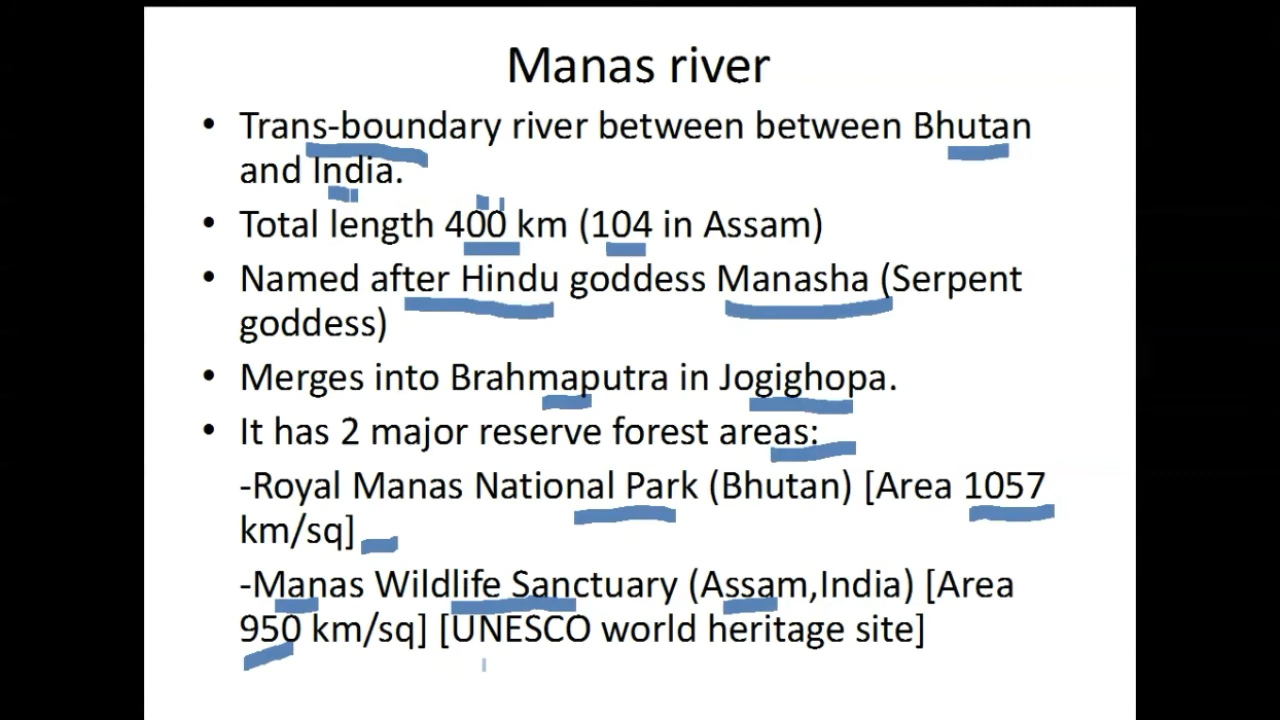 Manas river
• Trans-boundary river between between Bhutan
and India.
• Total length 400 km (104 in Assam)
• Named after Hindu goddess Manasha (Serpent
goddess)
• Merges into Brahmaputra in Jogighopa.
• It has 2 major reserve forest areas:
-Royal Manas National Park (Bhutan) [Area 1057
km/sq]
-Manas Wildlife Sanctuary (Assam,India) [Area
950 km/sq] [UNESCO world heritage site]